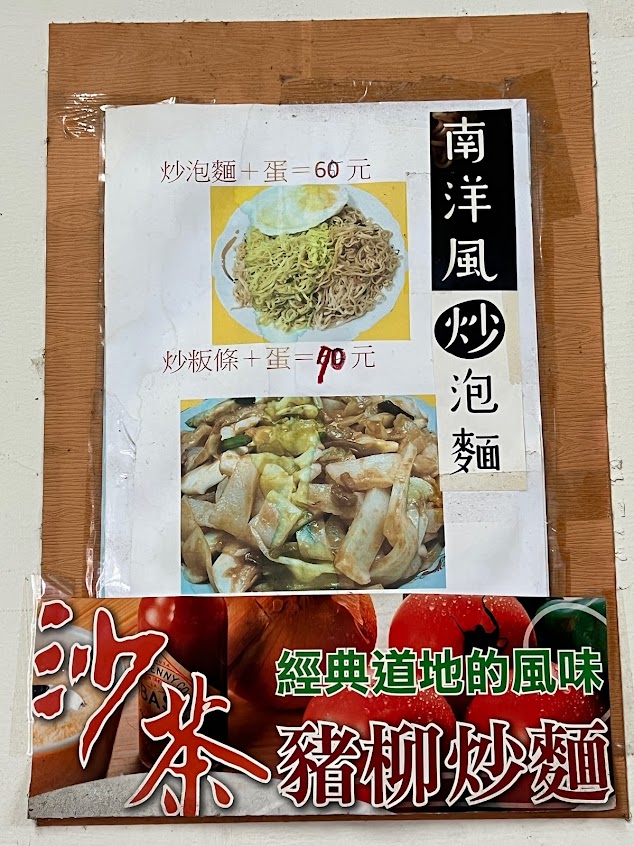 南洋風炒泡麵
炒泡麵＋蛋＝60元
炒粄條＋蛋＝90元
沙茶
經典道地的風味
豬柳炒麵